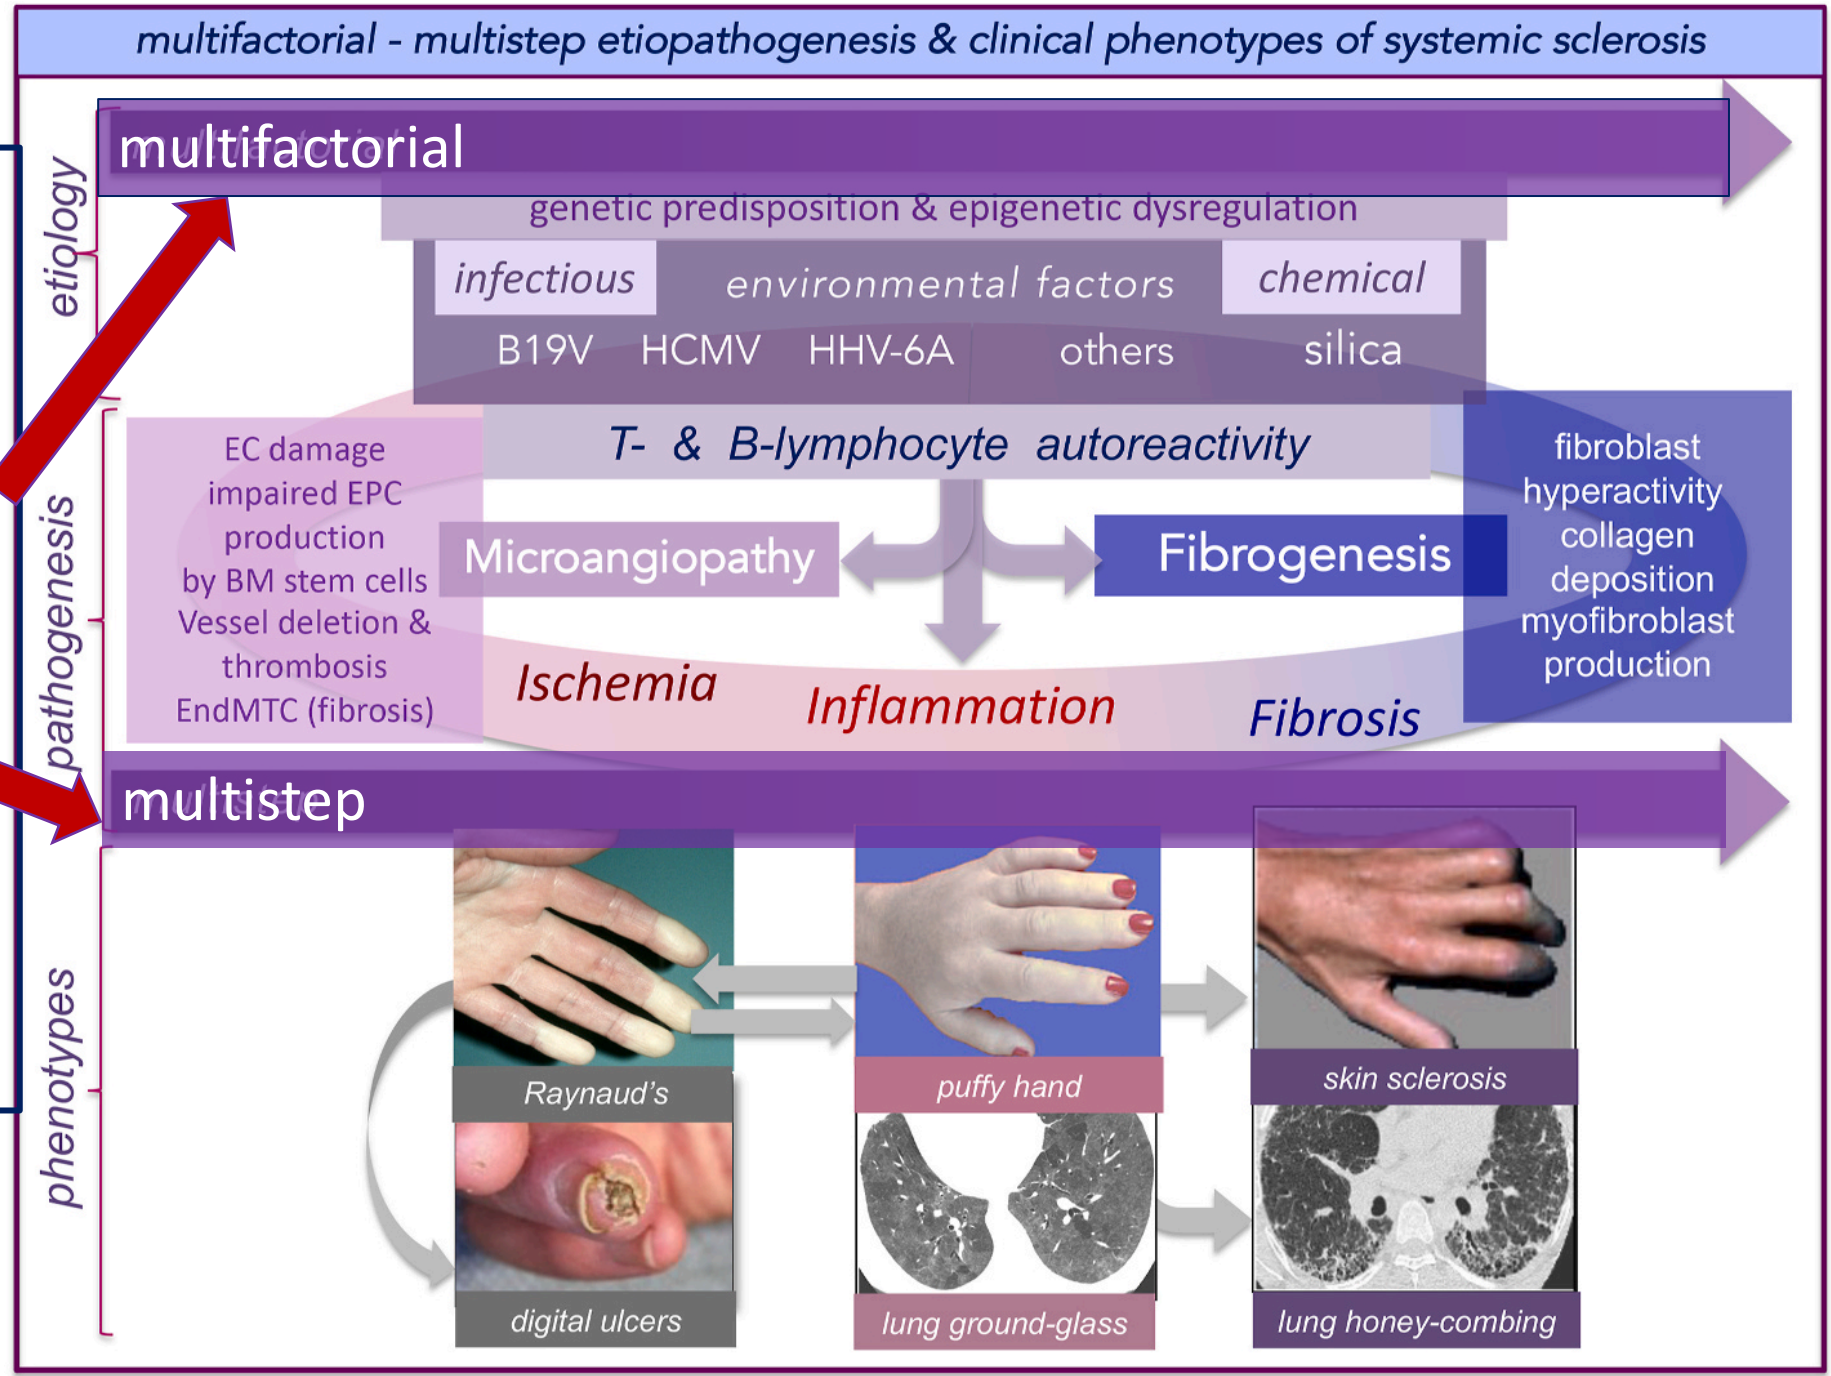 multifactorial - multistep etiopathogenesis & clinical phenotypes of systemic sclerosis
multifactorial
etiology
genetic predisposition & epigenetic dysregulation
infectious
environmental factors
chemical
B19V HCMV HHV-6A others silica
pathogenesis
T- & B-lymphocyte autoreactivity
EC damage
impaired EPC
production
by BM stem cells
Vessel deletion &
thrombosis
EndMTC (fibrosis)
Microangiopathy
Fibrogenesis
fibroblast
hyperactivity
collagen
deposition
myofibroblast
production
Ischemia
Inflammation
Fibrosis
multistep
phenotypes
Raynaud's
puffy hand
skin sclerosis
digital ulcers
lung ground-glass
lung honey-combing